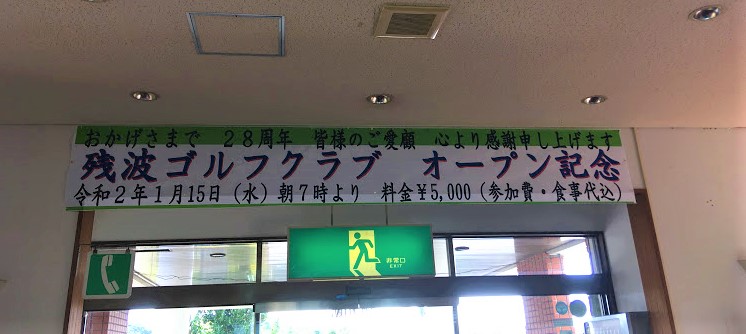 おかげさまで 28周年 皆様のご愛顧 心より感謝申し上げます
残波ゴルフクラブ オープン記念
令和2年1月15日(水)朝7時より 料金¥5,000(参加費・食事代込)
非常口
EXIT